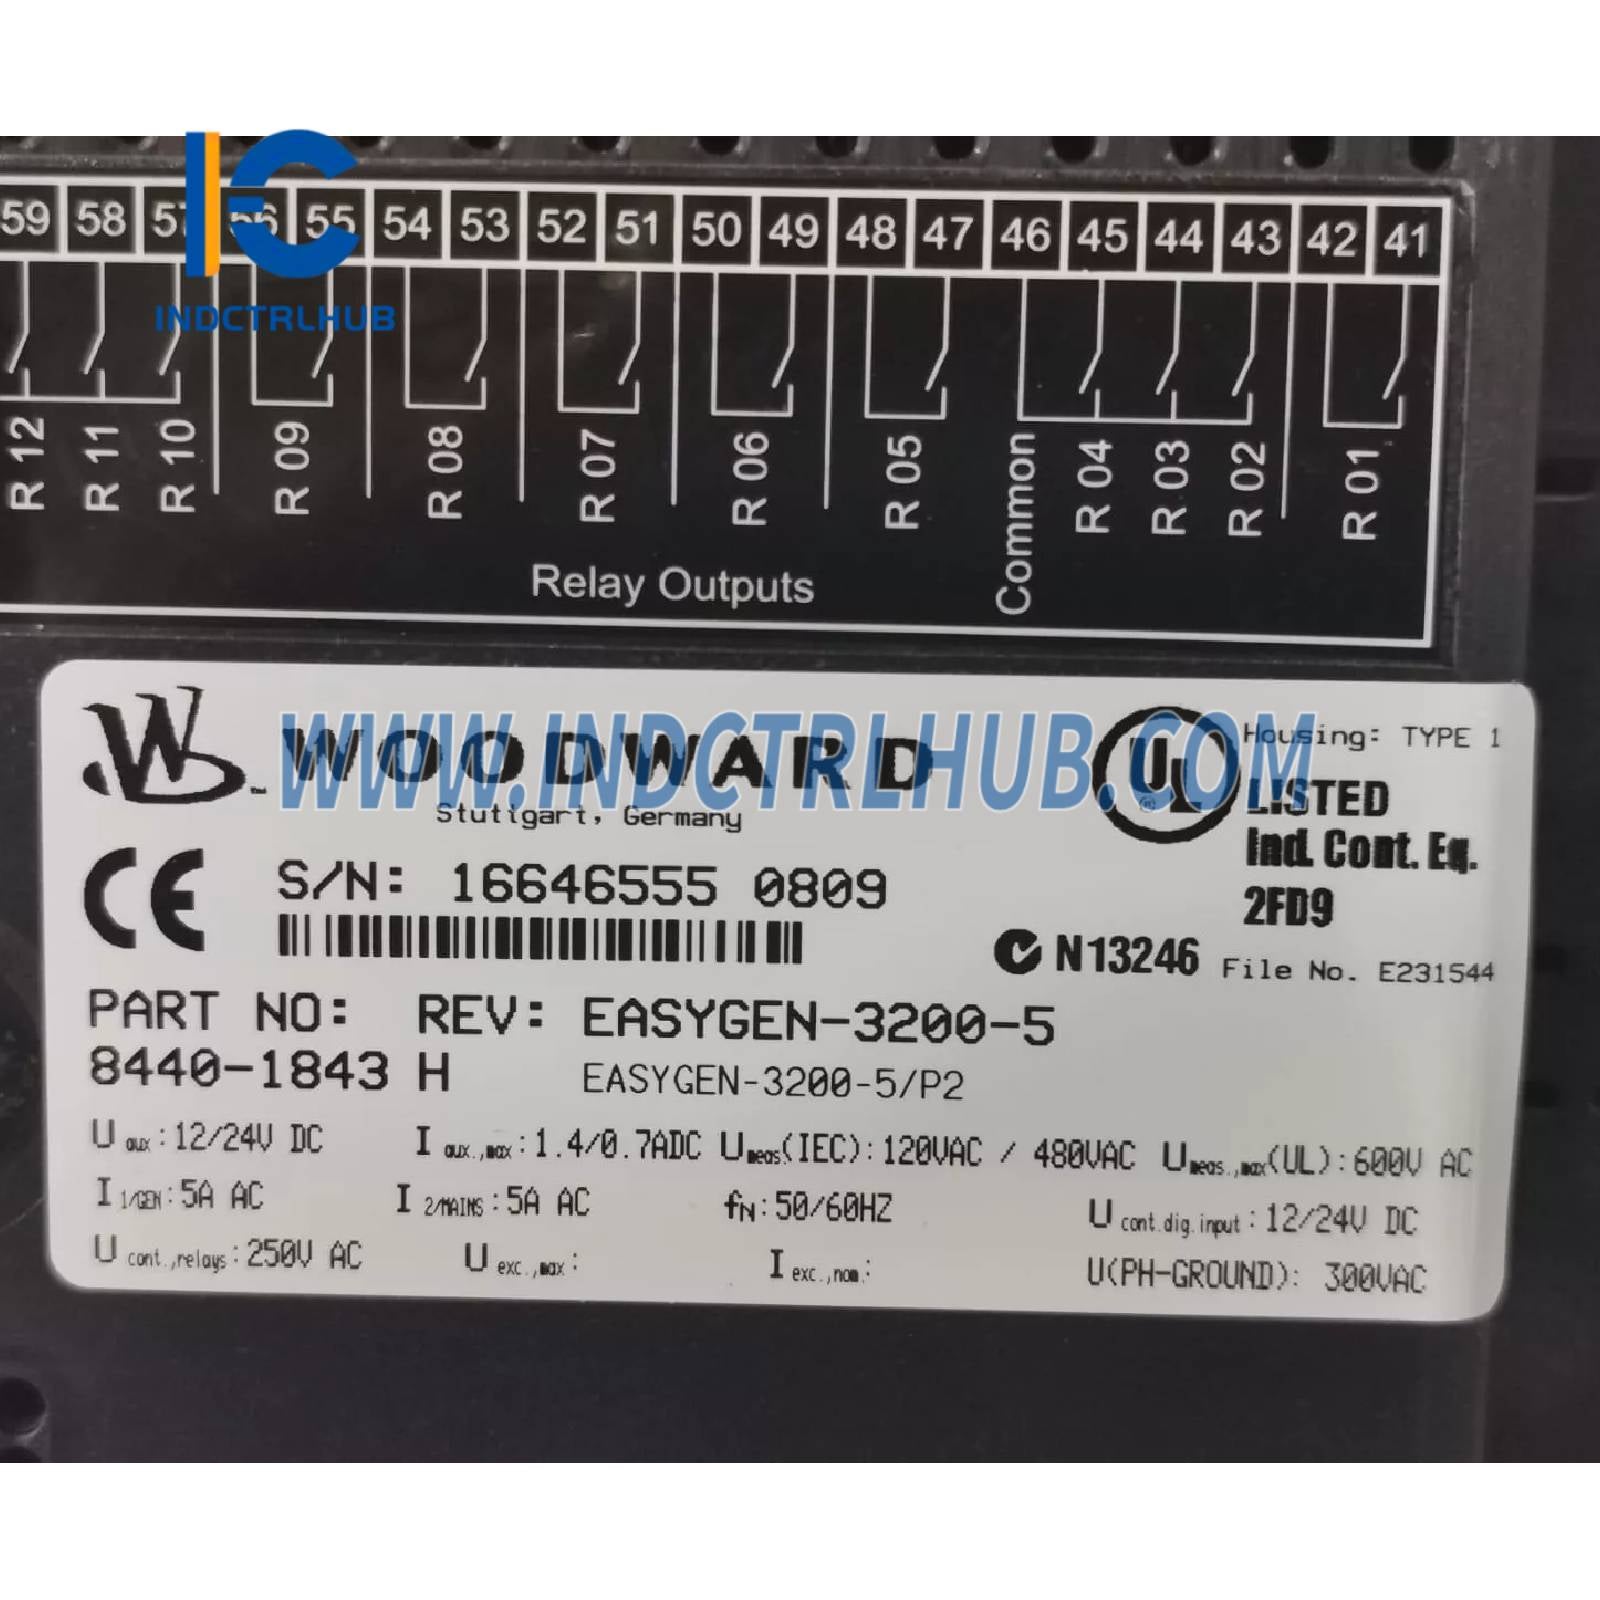 59 58 57 56 55 54 53 52 51 50 49 48 47 46 45 44 43 42 41
R 12 R 11 R 10 R 09 R 08 R 07 R 06 R 05 Common R 04 R 03 R 02 R 01
INDCTRLHUB
Relay Outputs
WOODWARD
WWW.INDCTRLHUB.COM
Stuttgart, Germany
UL
Housing: TYPE 1
LISTED
Ind. Cont. Eq.
2FD9
CE S/N: 16646555 0809
N13246 File No. E231544
PART NO: REV: EASYGEN-3200-5
8440-1843 H EASYGEN-3200-5/P2
U aux: 12/24V DC I aux.,max: 1.4/0.7ADC Umeas.(IEC): 120VAC / 480VAC Umeas.,max(UL): 600V AC
I 1/GEN: 5A AC I 2/MAINS: 5A AC fN: 50/60HZ U cont.dig.input: 12/24V DC
U cont.,relays: 250V AC U exc.,max: I exc.,nom.: U(PH-GROUND): 300VAC